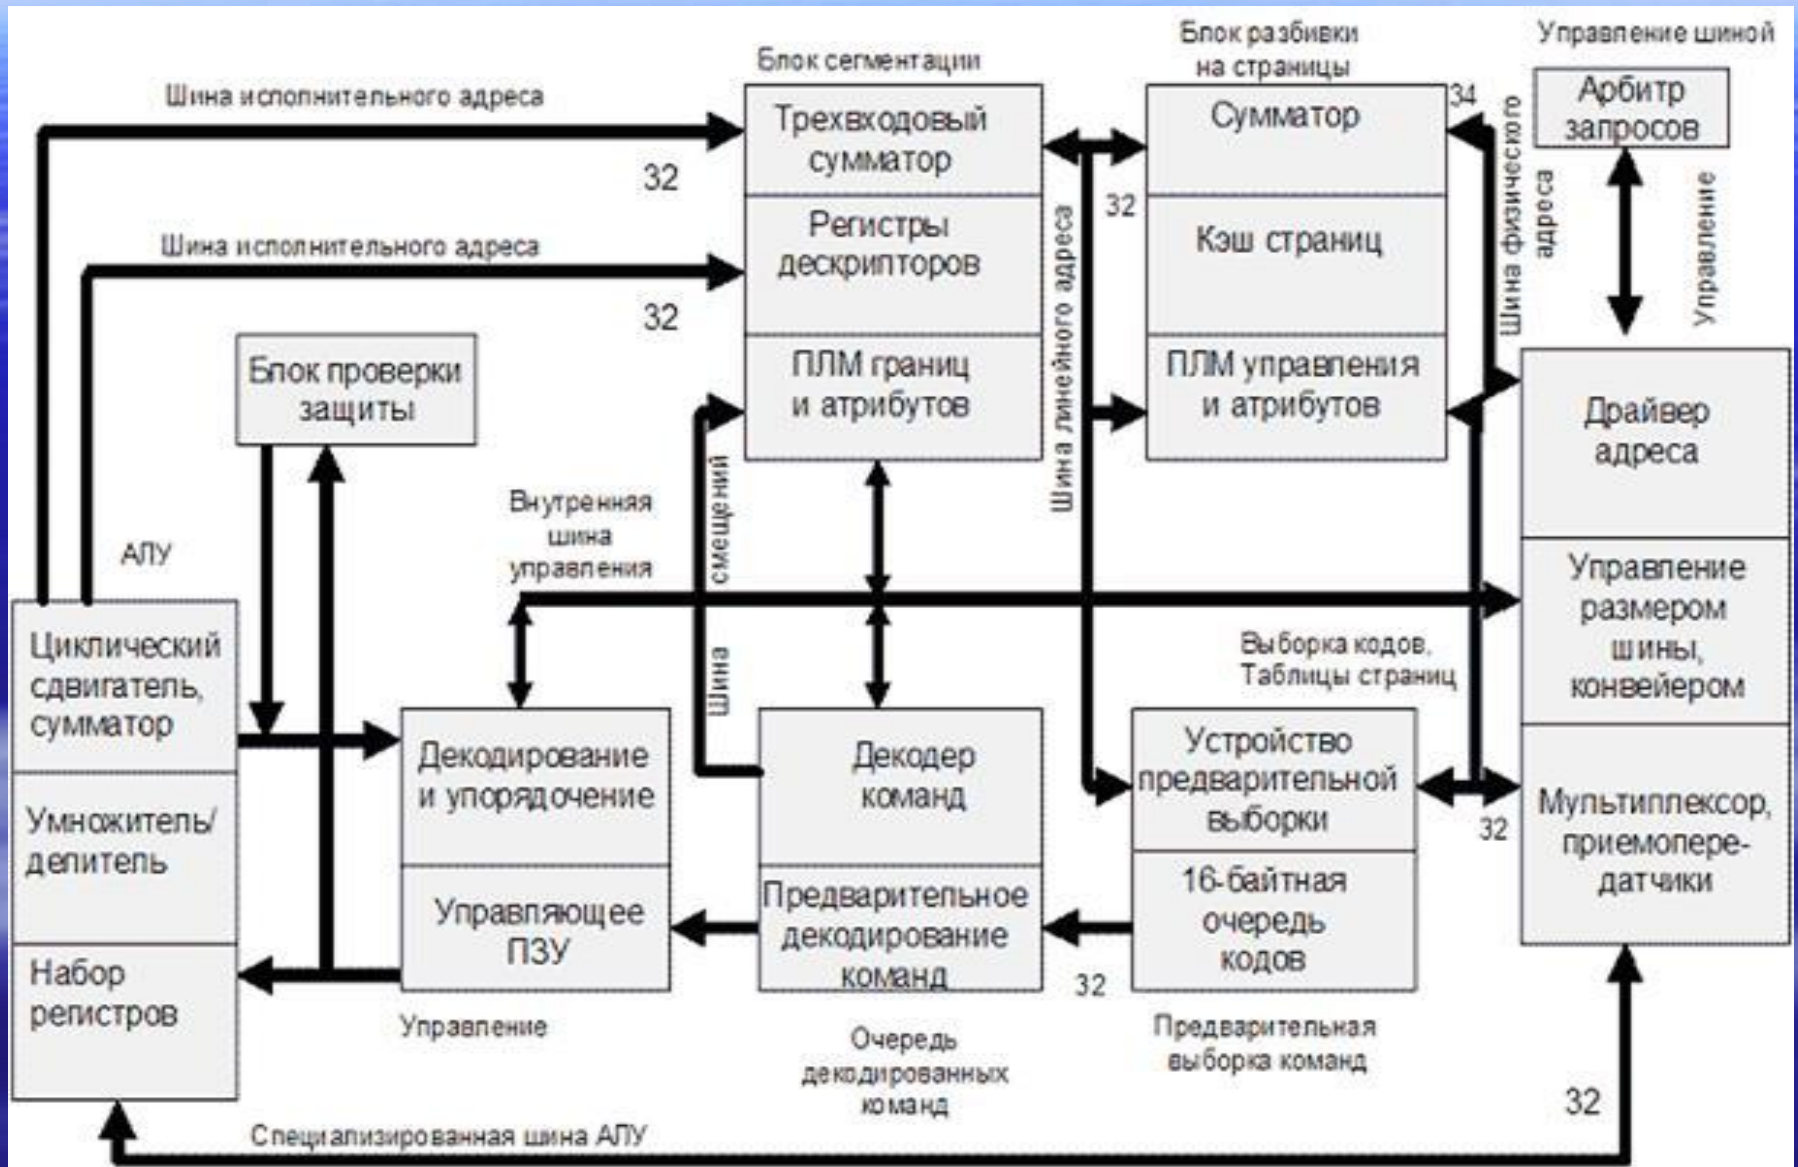 Блок сегментации
Блок разбивки
на страницы
Управление шиной
Шина исполнительного адреса
32
Трехвходовый
сумматор
Регистры
дескрипторов
ПЛМ границ
и атрибутов
Шина исполнительного адреса
32
Шина линейного адреса
32
Сумматор
Кэш страниц
ПЛМ управления
и атрибутов
34
Шина физического
адреса
Арбитр
запросов
Управление
Блок проверки
защиты
Внутренняя
шина
управления
Шина
смещений
АЛУ
Циклический
сдвигатель,
сумматор
Умножитель/
делитель
Набор
регистров
Декодирование
и упорядочение
Управляющее
ПЗУ
Управление
Декодер
команд
Предварительное
декодирование
команд
Очередь
декодированных
команд
32
Выборка кодов,
Таблицы страниц
Устройство
предварительной
выборки
16-байтная
очередь
кодов
Предварительная
выборка команд
32
Драйвер
адреса
Управление
размером
шины,
конвейером
Мультиплексор,
приемопере-
датчики
32
Специализированная шина АЛУ